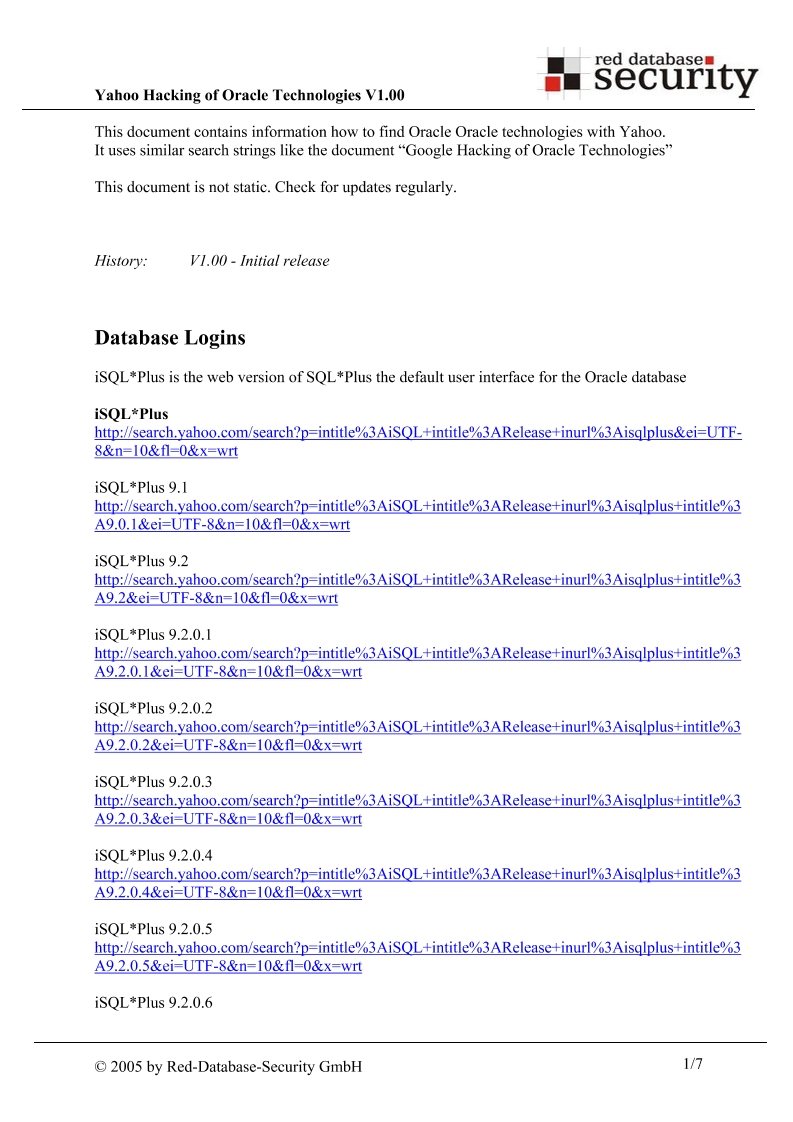 red database
security
Yahoo Hacking of Oracle Technologies V1.00
This document contains information how to find Oracle Oracle technologies with Yahoo.
It uses similar search strings like the document “Google Hacking of Oracle Technologies”
This document is not static. Check for updates regularly.
History: V1.00 - Initial release
Database Logins
iSQL*Plus is the web version of SQL*Plus the default user interface for the Oracle database
iSQL*Plus
http://search.yahoo.com/search?p=intitle%3AiSQL+intitle%3ARelease+inurl%3Aisqlplus&ei=UTF-
8&n=10&fl=0&x=wrt
iSQL*Plus 9.1
http://search.yahoo.com/search?p=intitle%3AiSQL+intitle%3ARelease+inurl%3Aisqlplus+intitle%3
A9.0.1&ei=UTF-8&n=10&fl=0&x=wrt
iSQL*Plus 9.2
http://search.yahoo.com/search?p=intitle%3AiSQL+intitle%3ARelease+inurl%3Aisqlplus+intitle%3
A9.2&ei=UTF-8&n=10&fl=0&x=wrt
iSQL*Plus 9.2.0.1
http://search.yahoo.com/search?p=intitle%3AiSQL+intitle%3ARelease+inurl%3Aisqlplus+intitle%3
A9.2.0.1&ei=UTF-8&n=10&fl=0&x=wrt
iSQL*Plus 9.2.0.2
http://search.yahoo.com/search?p=intitle%3AiSQL+intitle%3ARelease+inurl%3Aisqlplus+intitle%3
A9.2.0.2&ei=UTF-8&n=10&fl=0&x=wrt
iSQL*Plus 9.2.0.3
http://search.yahoo.com/search?p=intitle%3AiSQL+intitle%3ARelease+inurl%3Aisqlplus+intitle%3
A9.2.0.3&ei=UTF-8&n=10&fl=0&x=wrt
iSQL*Plus 9.2.0.4
http://search.yahoo.com/search?p=intitle%3AiSQL+intitle%3ARelease+inurl%3Aisqlplus+intitle%3
A9.2.0.4&ei=UTF-8&n=10&fl=0&x=wrt
iSQL*Plus 9.2.0.5
http://search.yahoo.com/search?p=intitle%3AiSQL+intitle%3ARelease+inurl%3Aisqlplus+intitle%3
A9.2.0.5&ei=UTF-8&n=10&fl=0&x=wrt
iSQL*Plus 9.2.0.6
© 2005 by Red-Database-Security GmbH 1/7